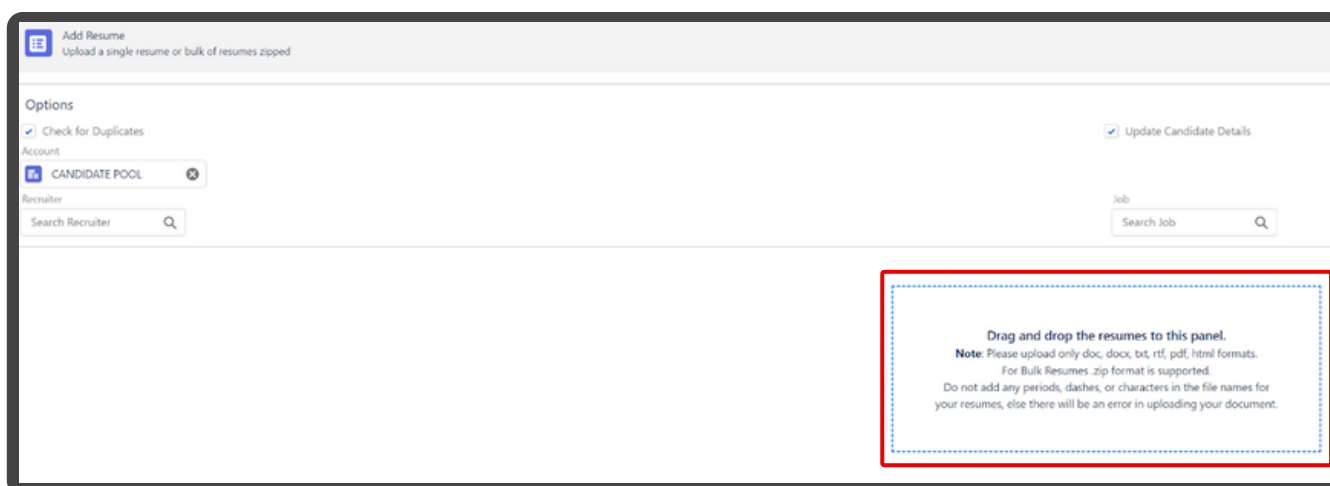 Add Resume
Upload a single resume or bulk of resumes zipped
Options
Check for Duplicates
Update Candidate Details
Account
CANDIDATE POOL
Recruiter
Job
Search Recruiter
Search Job
Drag and drop the resumes to this panel.
Note: Please upload only doc, docx, txt, rtf, pdf, html formats.
For Bulk Resumes .zip format is supported.
Do not add any periods, dashes, or characters in the file names for
your resumes, else there will be an error in uploading your document.